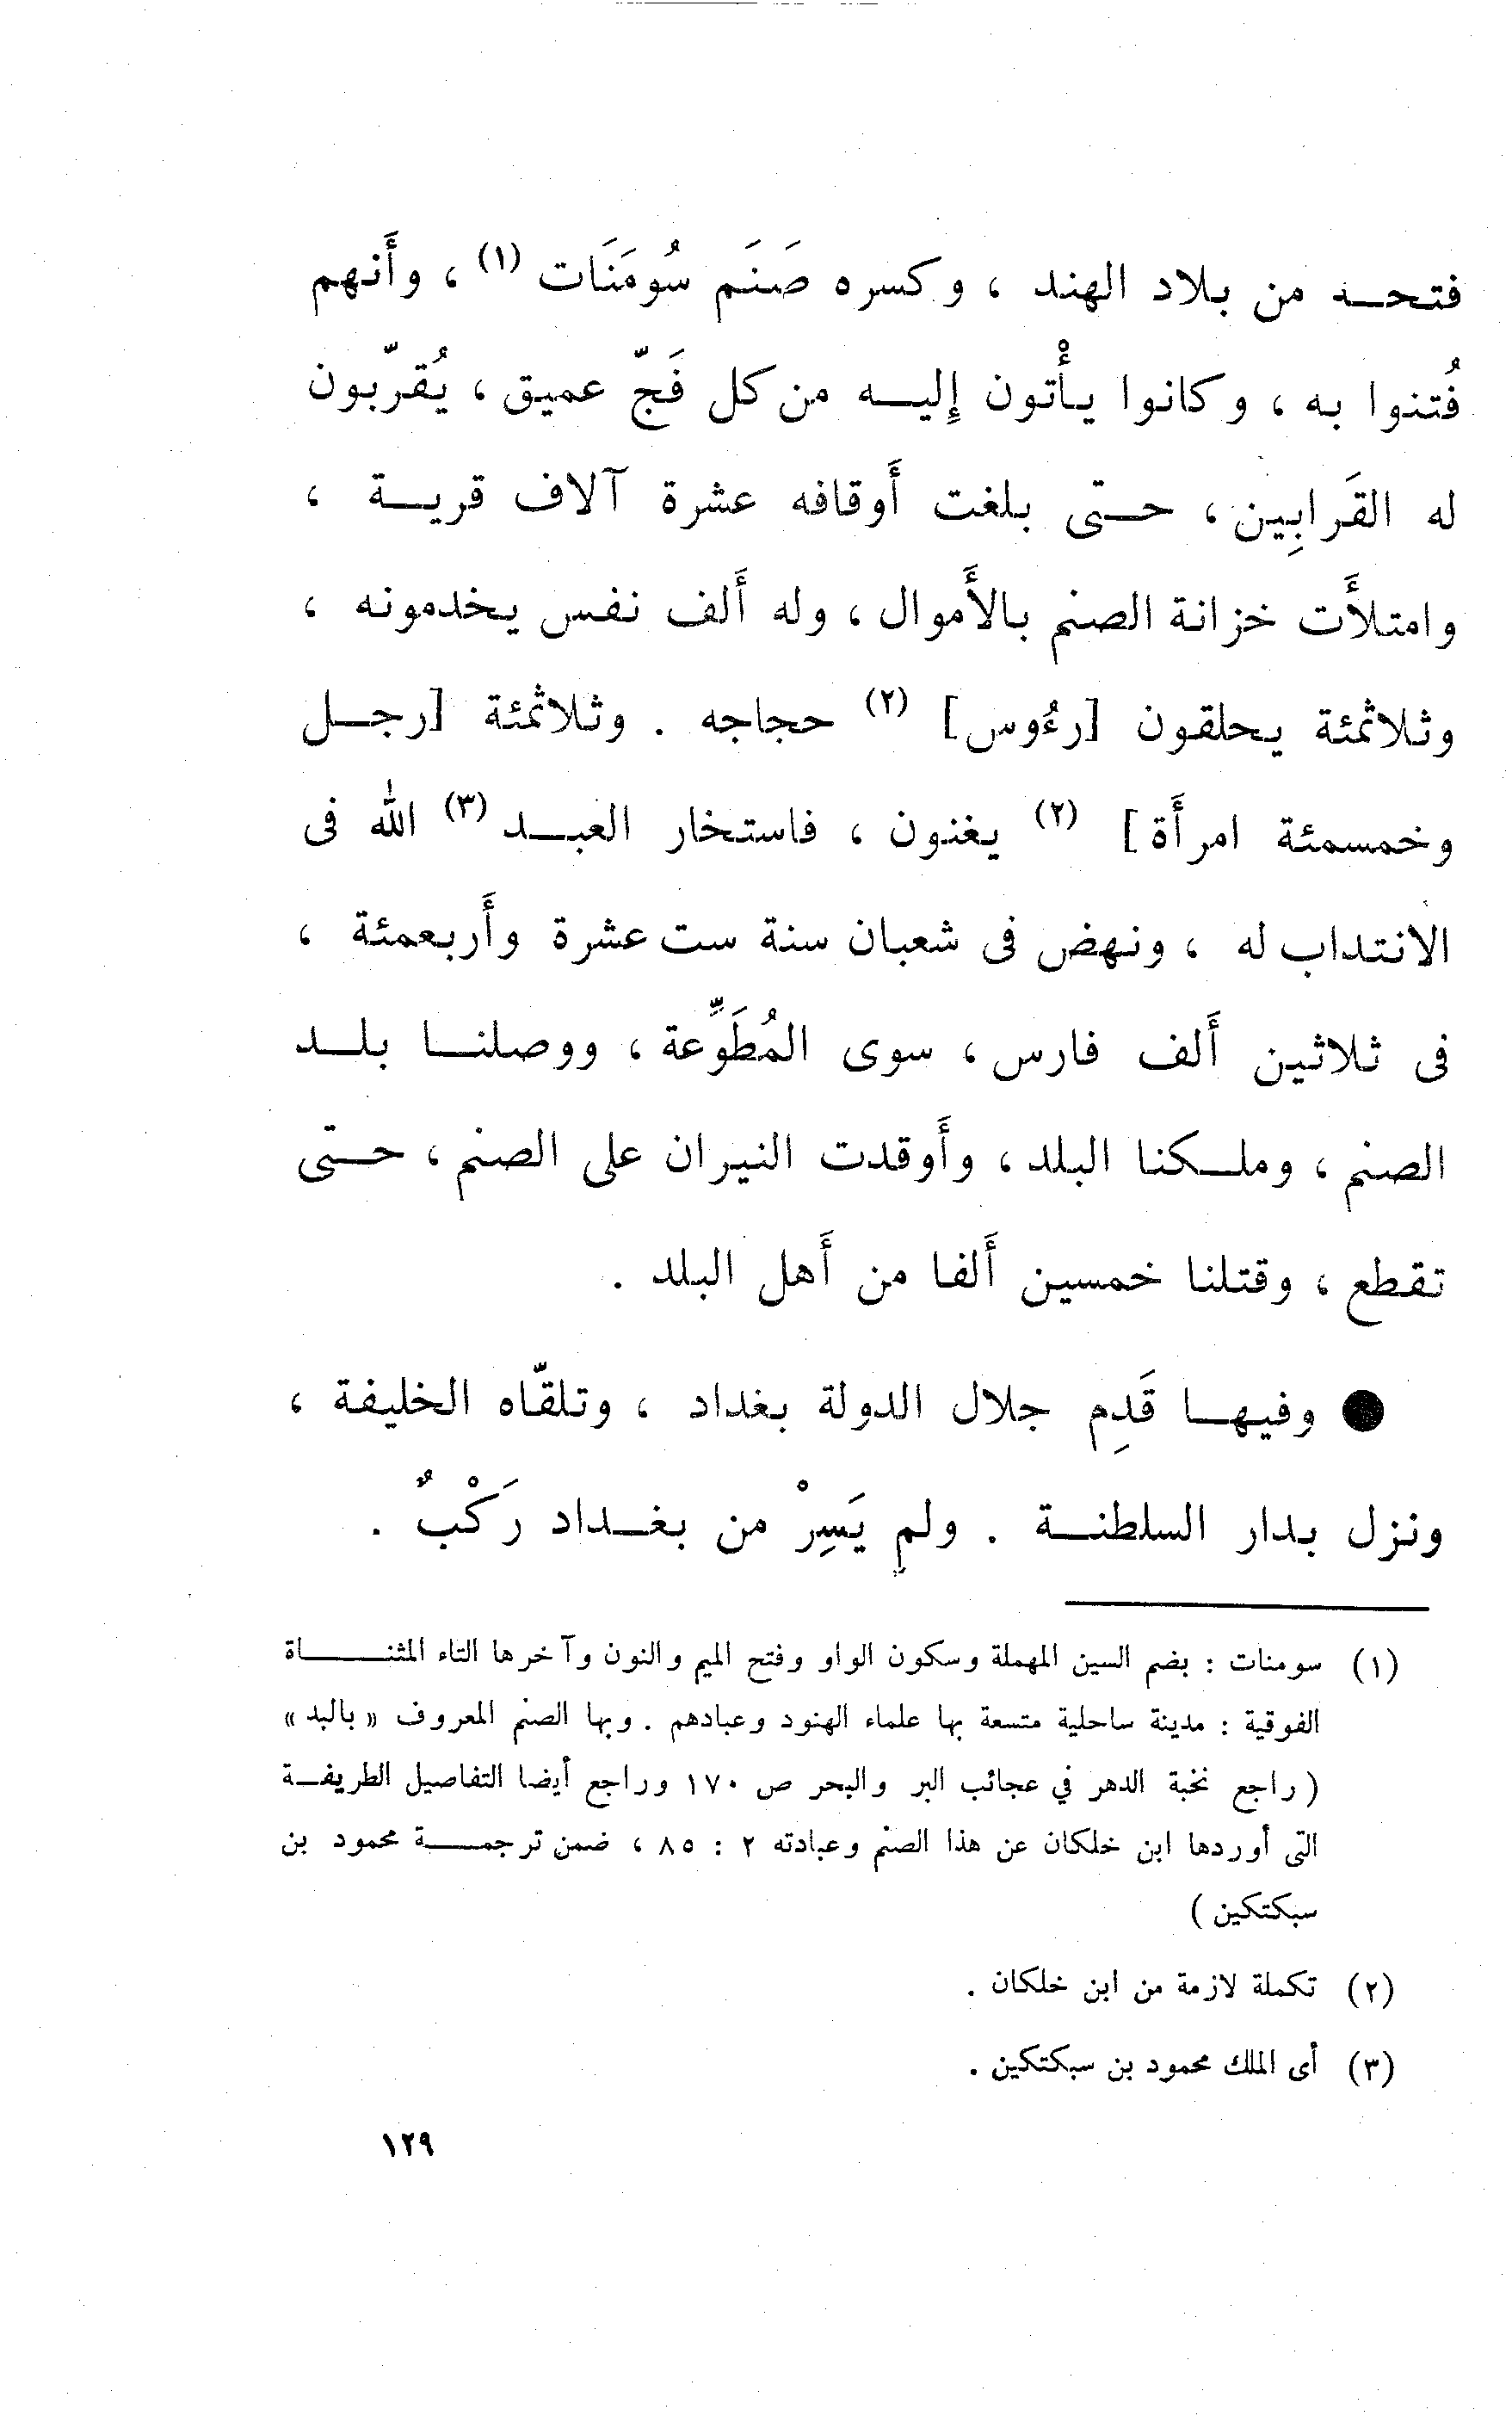 فتحه من بلاد الهند ، وكسره صَنَم سُومَنَات (١) ، وأَنهم
فُتنوا به ، وكانوا يأْتون إِليه من كل فَجّ عميق ، يُقرّبون
له القَرابِين ، حتى بلغت أَوقافه عشرة آلاف قرية ،
وامتلأَت خزانة الصنم بالأَموال ، وله أَلف نفس يخدمونه ،
وثلاثمئة يحلقون [رءُوس] (٢) حجاجه . وثلاثمئة [رجل
وخمسمئة امرأَة] (٢) يغنون ، فاستخار العبد (٣) الله فى
الانتداب له ، ونهض فى شعبان سنة ست عشرة وأَربعمئة ،
فى ثلاثين أَلف فارس ، سوى المُطَوِّعة ، ووصلنا بلد
الصنم ، وملكنا البلد ، وأَوقدت النيران على الصنم ، حتى
تقطع ، وقتلنا خمسين أَلفا من أَهل البلد .
● وفيها قَدِم جلال الدولة بغداد ، وتلقّاه الخليفة ،
ونزل بدار السلطنة . ولم يَسِرْ من بغداد رَكْبٌ .
(١) سومنات : بضم السين المهملة وسكون الواو وفتح الميم والنون وآخرها التاء المثناة
الفوقية : مدينة ساحلية متسعة بها علماء الهنود وعبادهم . وبها الصنم المعروف « بالبد »
( راجع نخبة الدهر في عجائب البر والبحر ص ١٧٠ وراجع أيضا التفاصيل الطريفة
التى أوردها ابن خلكان عن هذا الصنم وعبادته ٢ : ٨٥ ، ضمن ترجمة محمود بن
سبكتكين )
(٢) تكملة لازمة من ابن خلكان .
(٣) أى الملك محمود بن سبكتكين .
١٢٩